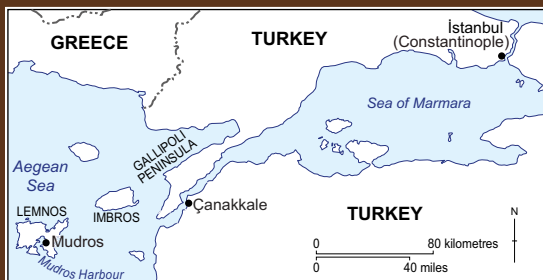 GREECE
TURKEY
İstanbul
(Constantinople)
Sea of Marmara
GALLIPOLI
PENINSULA
Aegean
Sea
LEMNOS
IMBROS
Çanakkale
Mudros
Mudros Harbour
TURKEY
N
0 80 kilometres
0 40 miles